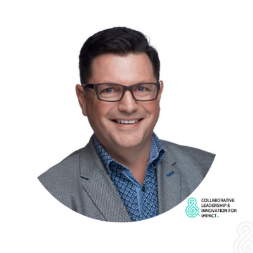 COLLABORATIVE
LEADERSHIP &
INNOVATION FOR
IMPACT.